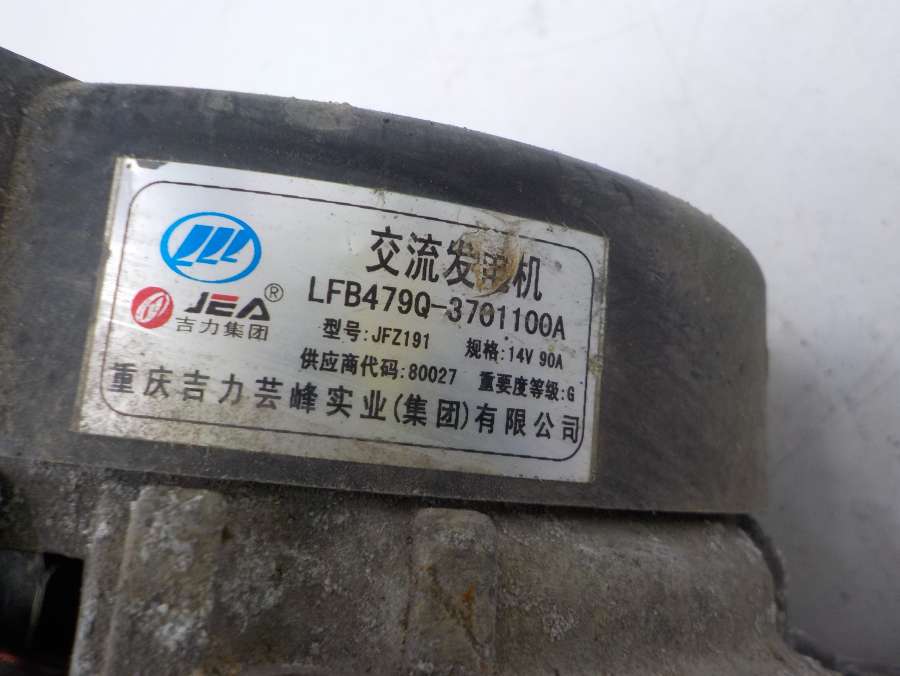 交流发电机
LFB479Q-3701100A
JEA®
吉力集团
型号:JFZ191 规格:14V 90A
供应商代码:80027 重要度等级:G
重庆吉力芸峰实业(集团)有限公司